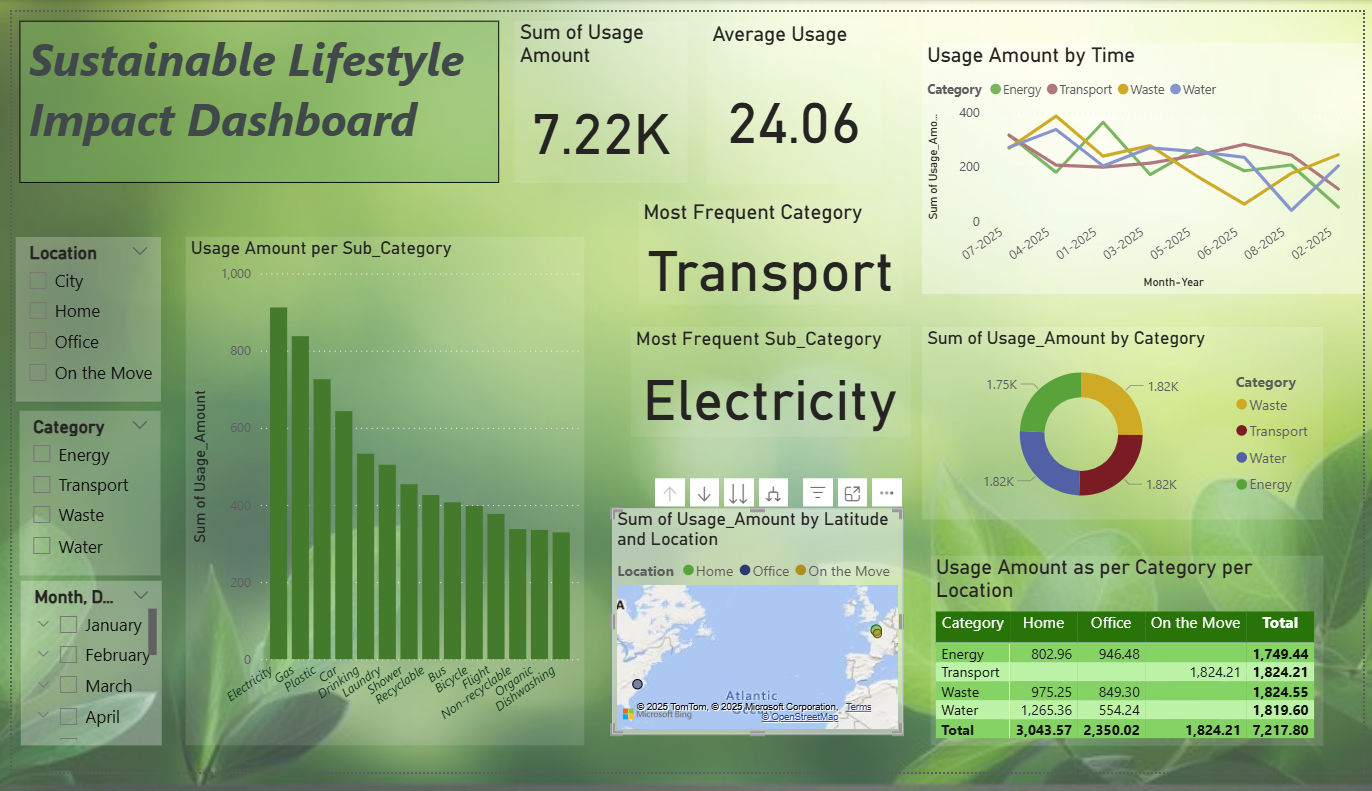 Sustainable Lifestyle
Impact Dashboard
Sum of Usage
Amount
7.22K
Average Usage
24.06
Most Frequent Category
Transport
Most Frequent Sub_Category
Electricity
Usage Amount by Time
Category Energy Transport Waste Water
Sum of Usage_Amo...
400
200
0
07-2025 04-2025 01-2025 03-2025 05-2025 06-2025 08-2025 02-2025
Month-Year
Location
City
Home
Office
On the Move
Category
Energy
Transport
Waste
Water
Month, D...
January
February
March
April
Usage Amount per Sub_Category
Sum of Usage_Amount
1,000
800
600
400
200
0
Electricity Gas Plastic Car Drinking Laundry Shower Recyclable Bus Bicycle Flight Non-recyclable Organic Dishwashing
Sum of Usage_Amount by Category
1.75K
1.82K
1.82K
1.82K
Category
Waste
Transport
Water
Energy
Sum of Usage_Amount by Latitude
and Location
Location Home Office On the Move
A
Atlantic
© 2025 TomTom, © 2025 Microsoft Corporation, Terms
Microsoft Bing
© OpenStreetMap
Usage Amount as per Category per
Location
Category Home Office On the Move Total
Energy 802.96 946.48 1,749.44
Transport 1,824.21 1,824.21
Waste 975.25 849.30 1,824.55
Water 1,265.36 554.24 1,819.60
Total 3,043.57 2,350.02 1,824.21 7,217.80